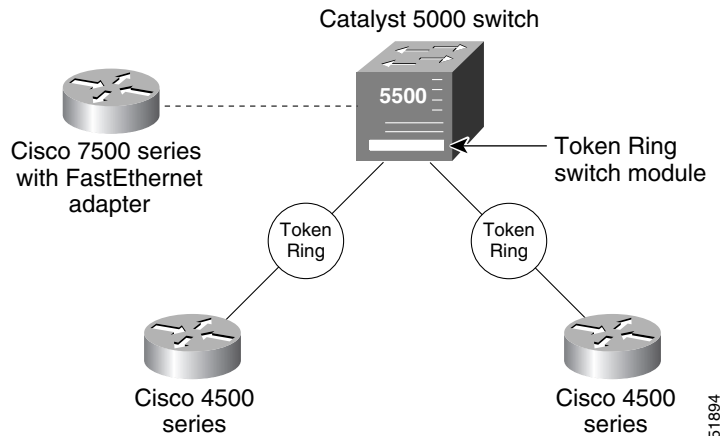 Catalyst 5000 switch
5500
Cisco 7500 series
with FastEthernet
adapter
Token Ring
switch module
Token
Ring
Token
Ring
Cisco 4500
series
Cisco 4500
series
51894